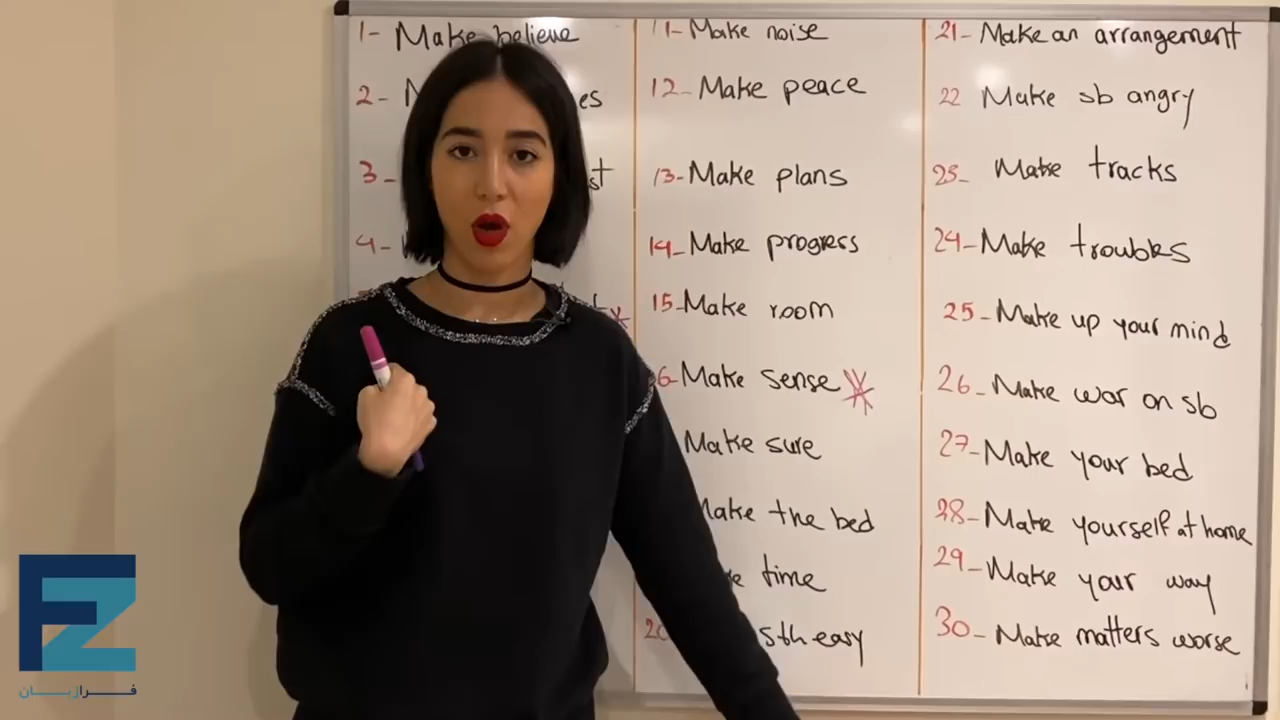 1- Make believe
2- es
3-
4-
11- Make noise
12- Make peace
13- Make plans
14- Make progress
15- Make room
6- Make sense
Make sure
Make the bed
time
20 sth easy
21- Make an arrangement
22 Make sb angry
23- Make tracks
24- Make troubles
25- Make up your mind
26- Make war on sb
27- Make your bed
28- Make yourself at home
29- Make your way
30- Make matters worse
FZ
فرازبان